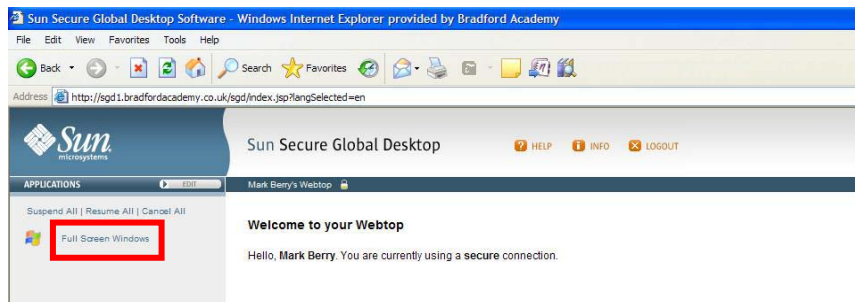 Sun Secure Global Desktop Software - Windows Internet Explorer provided by Bradford Academy
File Edit View Favorites Tools Help
Back Search Favorites
Address http://sgd1.bradfordacademy.co.uk/sgd/index.jsp?langSelected=en
Sun microsystems
Sun Secure Global Desktop HELP INFO LOGOUT
APPLICATIONS EDIT Mark Berry's Webtop
Suspend All | Resume All | Cancel All
Full Screen Windows
Welcome to your Webtop
Hello, Mark Berry. You are currently using a secure connection.